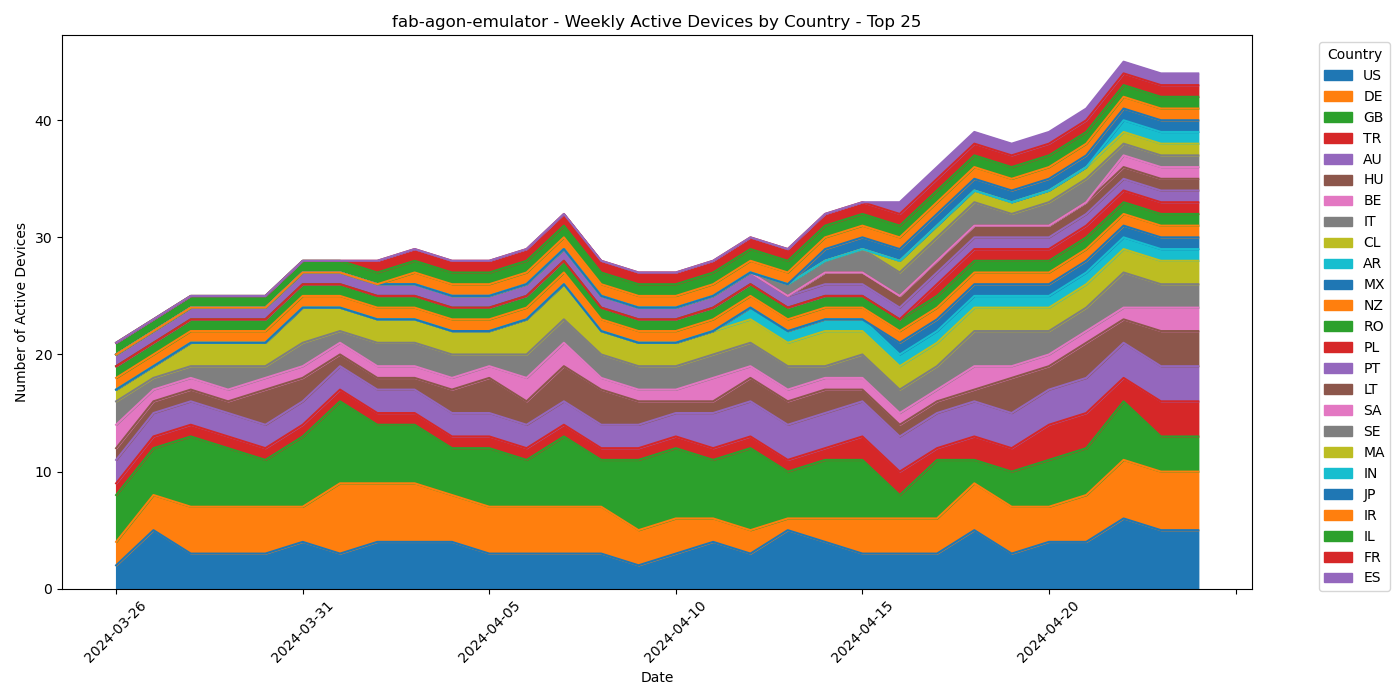 fab-agon-emulator - Weekly Active Devices by Country - Top 25
Number of Active Devices
40
30
20
10
0
2024-03-26
2024-03-31
2024-04-05
2024-04-10
2024-04-15
2024-04-20
Date
Country
US
DE
GB
TR
AU
HU
BE
IT
CL
AR
MX
NZ
RO
PL
PT
LT
SA
SE
MA
IN
JP
IR
IL
FR
ES